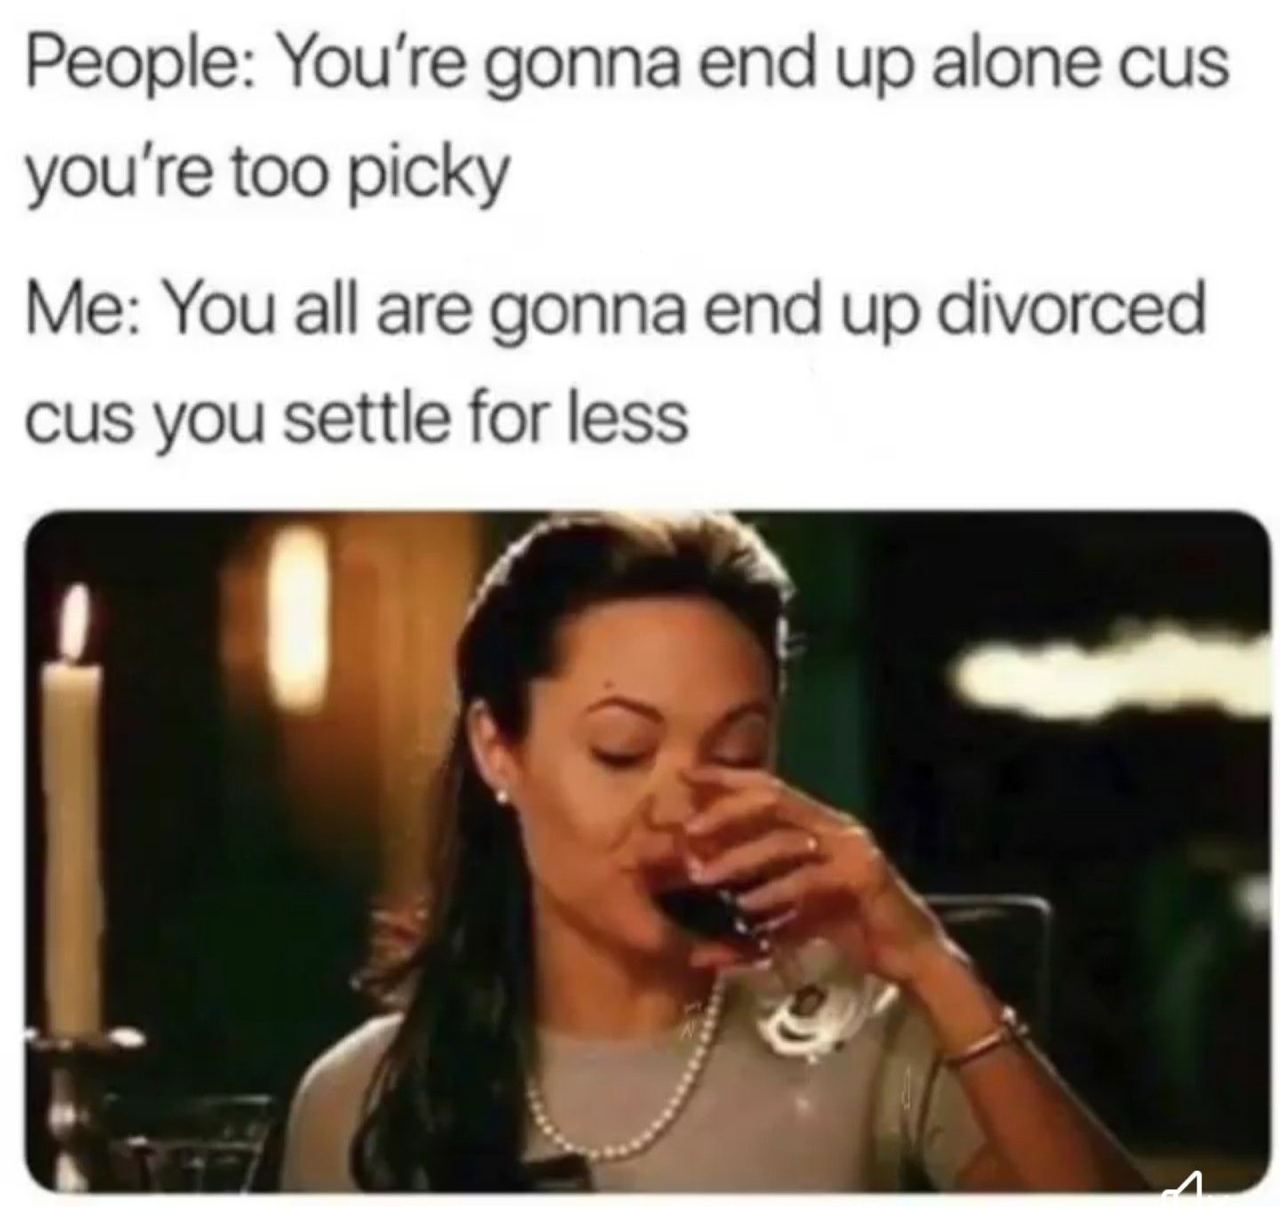 People: You're gonna end up alone cus
you're too picky
Me: You all are gonna end up divorced
cus you settle for less